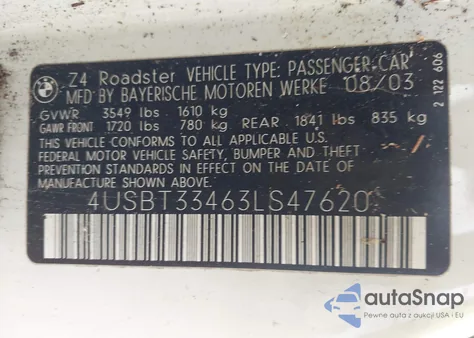 BMW
Z4 Roadster VEHICLE TYPE: PASSENGER CAR
MFD BY BAYERISCHE MOTOREN WERKE 08/03
GVWR 3549 lbs 1610 kg
GAWR FRONT 1720 lbs 780 kg REAR 1841 lbs 835 kg
THIS VEHICLE CONFORMS TO ALL APPLICABLE U.S.
FEDERAL MOTOR VEHICLE SAFETY, BUMPER AND THEFT
PREVENTION STANDARDS IN EFFECT ON THE DATE OF
MANUFACTURE SHOWN ABOVE.
4USBT33463LS47620
2 122 606
autoSnap
Pewne auta z aukcji USA i EU